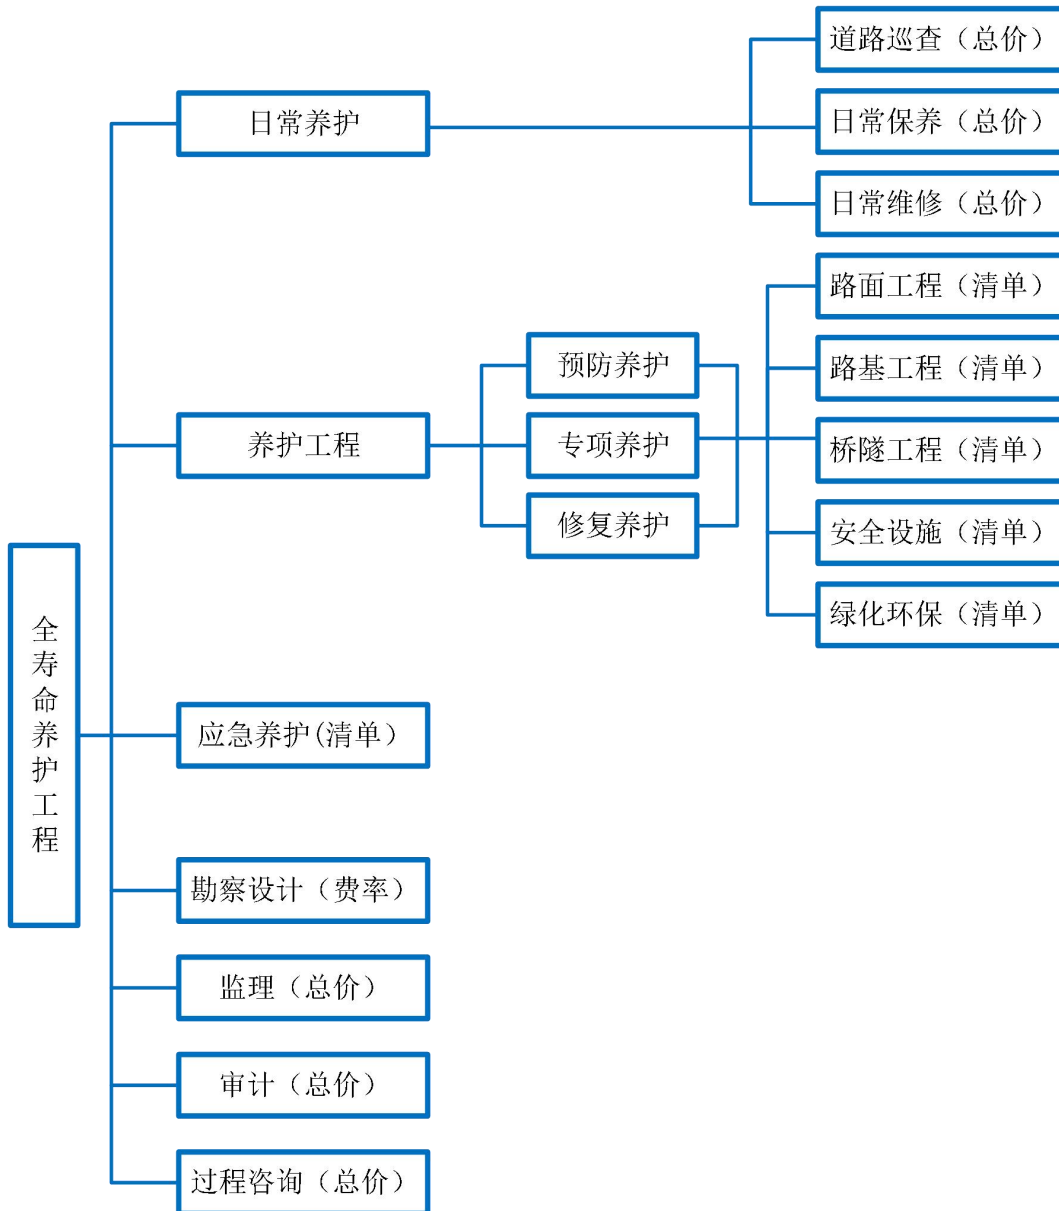 全寿命养护工程
日常养护
道路巡查（总价）
日常保养（总价）
日常维修（总价）
养护工程
预防养护
专项养护
修复养护
路面工程（清单）
路基工程（清单）
桥隧工程（清单）
安全设施（清单）
绿化环保（清单）
应急养护(清单）
勘察设计（费率）
监理（总价）
审计（总价）
过程咨询（总价）